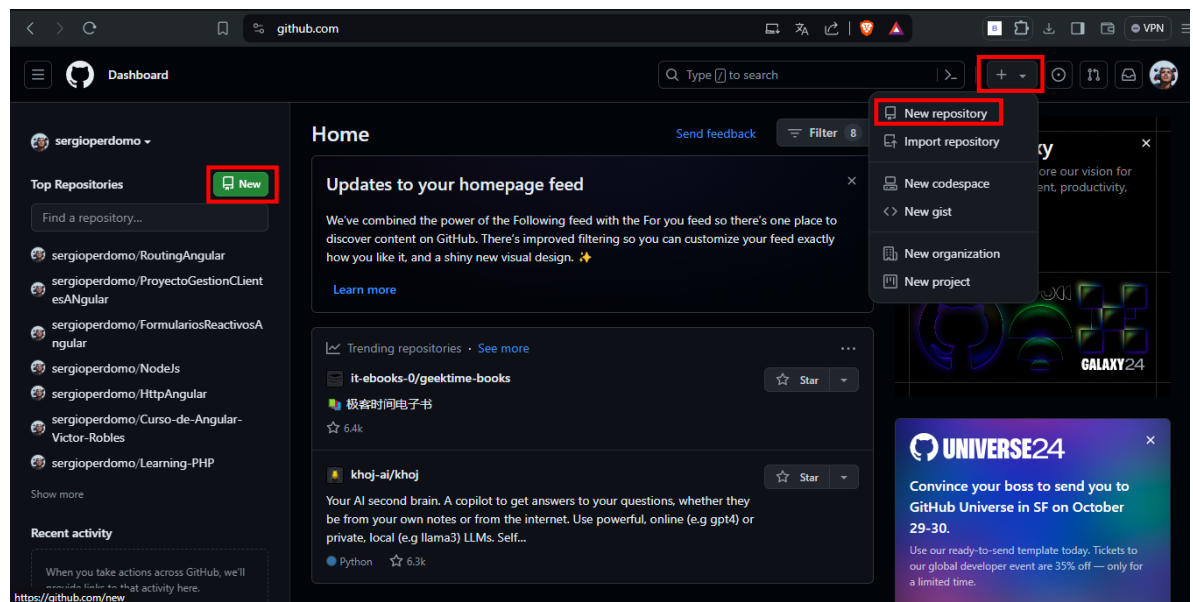 github.com
VPN
Dashboard
Type / to search
sergioperdomo
Top Repositories
New
Find a repository...
sergioperdomo/RoutingAngular
sergioperdomo/ProyectoGestionCLient
esANgular
sergioperdomo/FormulariosReactivosA
ngular
sergioperdomo/NodeJs
sergioperdomo/HttpAngular
sergioperdomo/Curso-de-Angular-
Victor-Robles
sergioperdomo/Learning-PHP
Show more
Recent activity
When you take actions across GitHub, we'll
provide links to that activity here.
https://github.com/new
Home
Send feedback
Filter 8
Updates to your homepage feed
We've combined the power of the Following feed with the For you feed so there's one place to
discover content on GitHub. There's improved filtering so you can customize your feed exactly
how you like it, and a shiny new visual design. ✨
Learn more
Trending repositories · See more
it-ebooks-0/geektime-books
Star
📚 极客时间电子书
6.4k
khoj-ai/khoj
Star
Your AI second brain. A copilot to get answers to your questions, whether they
be from your own notes or from the internet. Use powerful, online (e.g gpt4) or
private, local (e.g llama3) LLMs. Self...
Python 6.3k
New repository
Import repository
New codespace
New gist
New organization
New project
xy
ore our vision for
ent, productivity,
GALAXY24
UNIVERSE24
Convince your boss to send you to
GitHub Universe in SF on October
29-30.
Use our ready-to-send template today. Tickets to
our global developer event are 35% off — only for
a limited time.